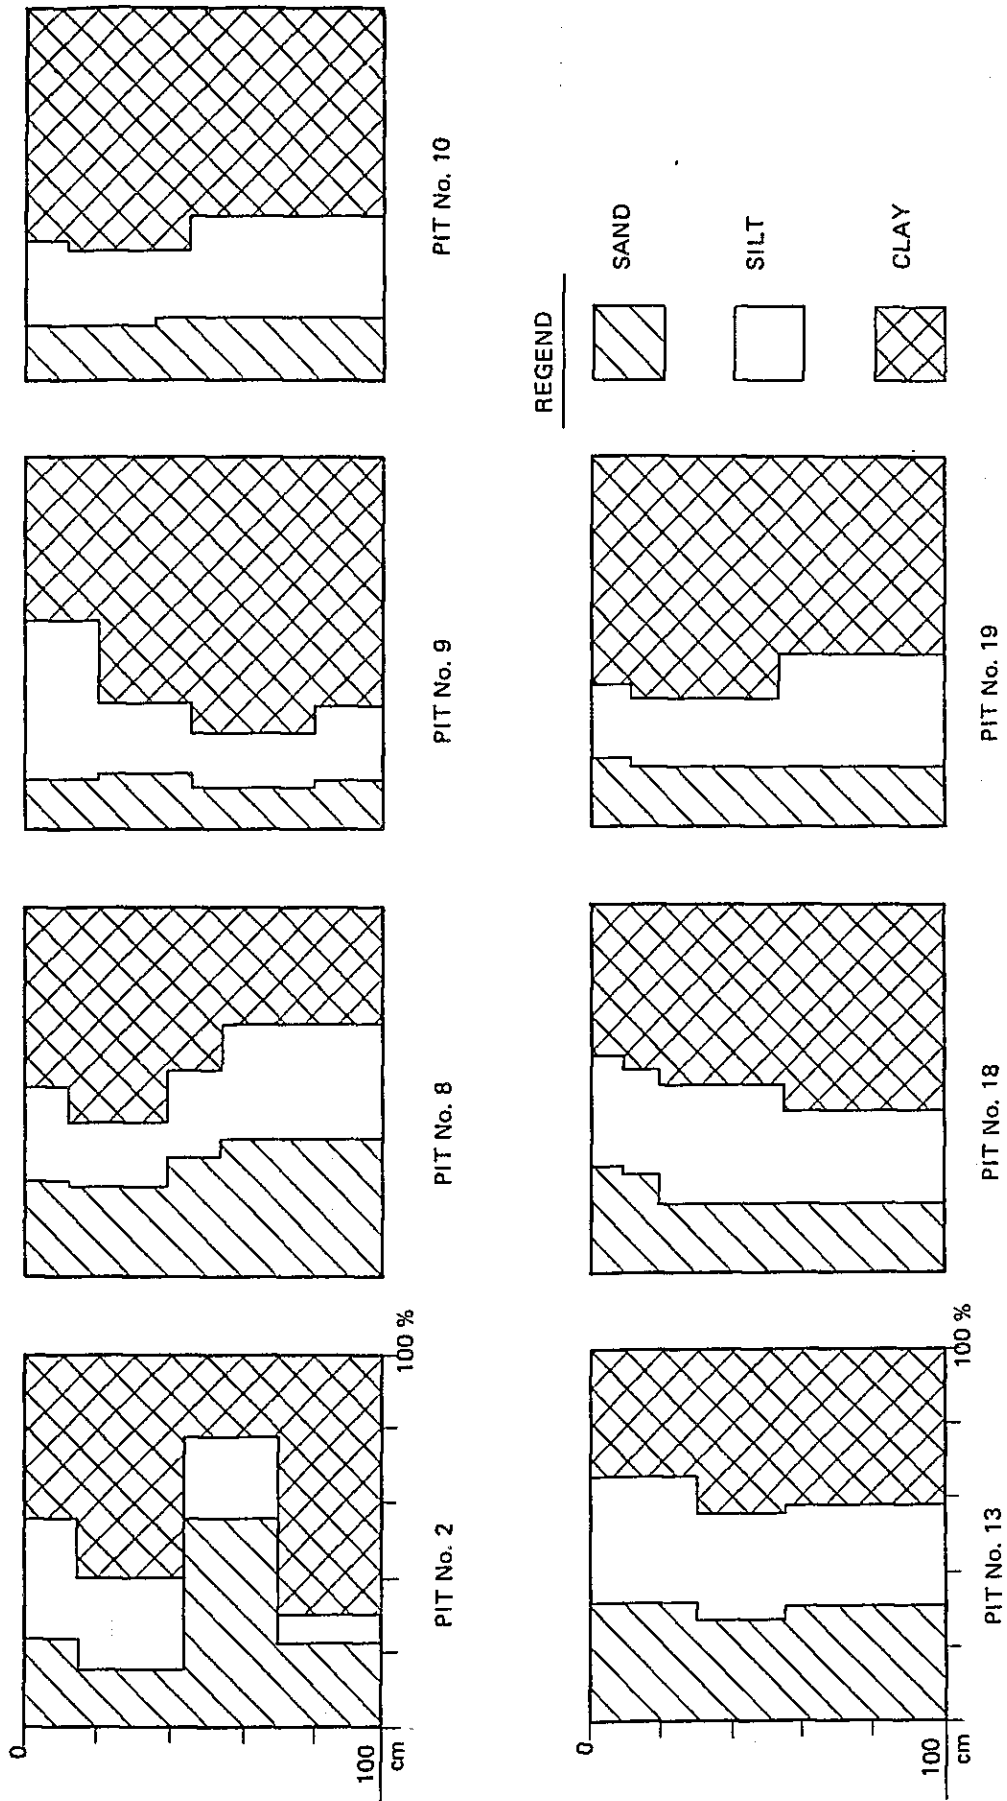 0
100
cm
100 %
PIT No. 2
PIT No. 8
PIT No. 9
PIT No. 10
0
100
cm
100 %
PIT No. 13
PIT No. 18
PIT No. 19
REGEND
SAND
SILT
CLAY